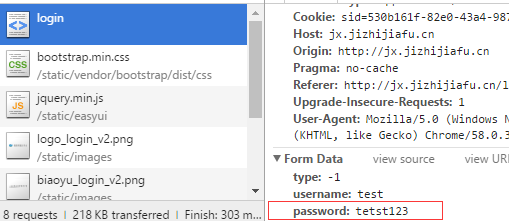 login
bootstrap.min.css
/static/vendor/bootstrap/dist/css
jquery.min.js
/static/easyui
logo_login_v2.png
/static/images
biaoyu_login_v2.png
/static/images
8 requests | 218 KB transferred | Finish: 303 m...
Cookie: sid=530b161f-82e0-43a4-987
Host: jx.jizhijiafu.cn
Origin: http://jx.jizhijiafu.cn
Pragma: no-cache
Referer: http://jx.jizhijiafu.cn/l
Upgrade-Insecure-Requests: 1
User-Agent: Mozilla/5.0 (Windows N
(KHTML, like Gecko) Chrome/58.0.3
Form Data view source view UR
type: -1
username: test
password: tetst123